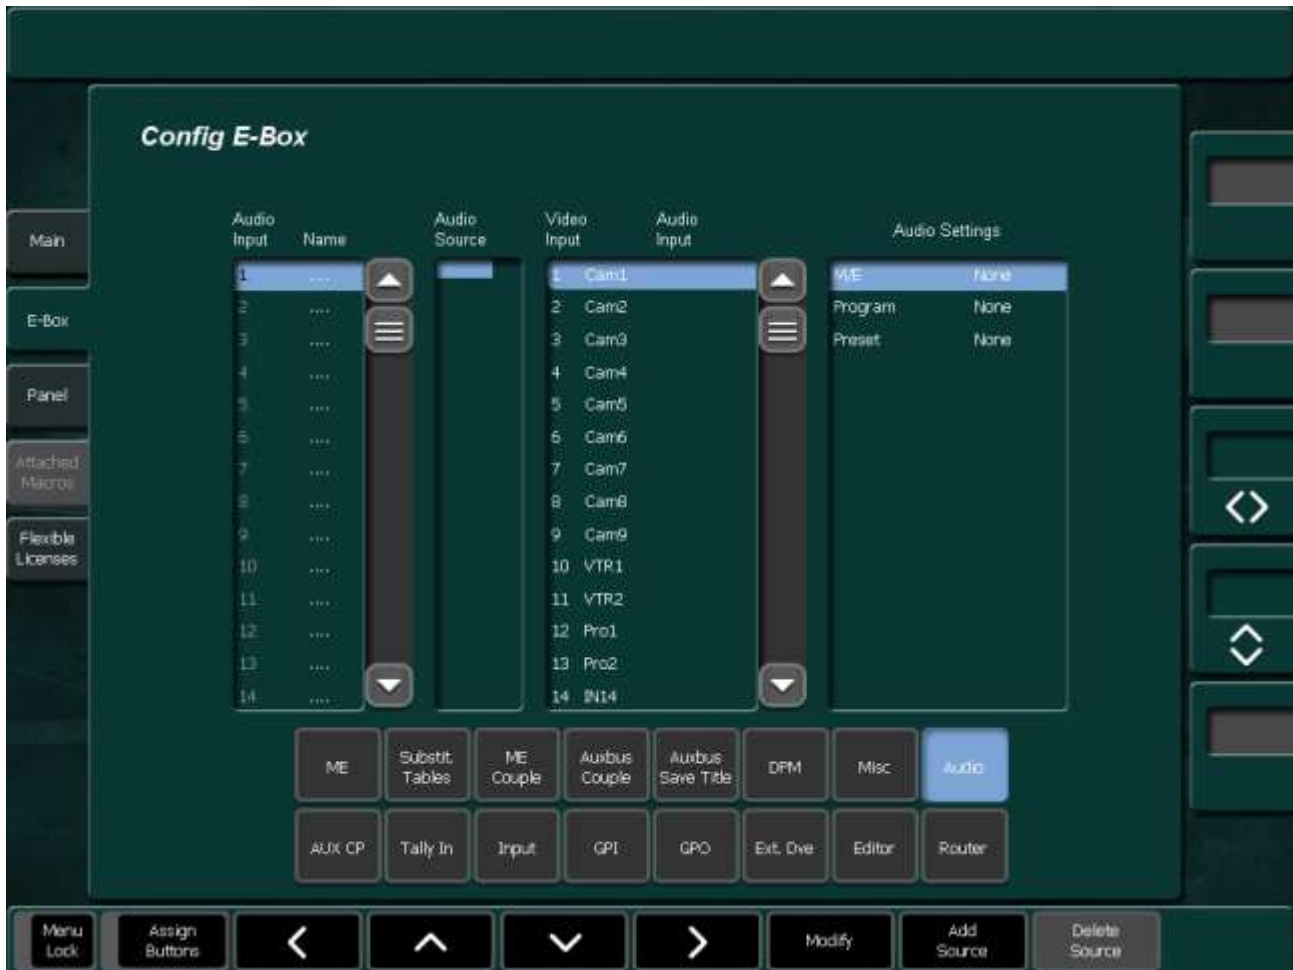 Config E-Box
Audio Input
Name
Audio Source
Video Input
Audio Input
Audio Settings
Main
E-Box
Panel
Attached Macros
Flexible Licenses
1 .... 1 Cam1 M/E None
2 .... 2 Cam2 Program None
3 .... 3 Cam3 Preset None
4 .... 4 Cam4
5 .... 5 Cam5
6 .... 6 Cam6
7 .... 7 Cam7
8 .... 8 Cam8
9 .... 9 Cam9
10 .... 10 VTR1
11 .... 11 VTR2
12 .... 12 Pro1
13 .... 13 Pro2
14 .... 14 IN14
ME
Substit. Tables
ME Couple
Auxbus Couple
Auxbus Save Title
DPM
Misc
Audio
AUX CP
Tally In
Input
GPI
GPO
Ext. Dve
Editor
Router
Menu Lock
Assign Buttons
Modify
Add Source
Delete Source